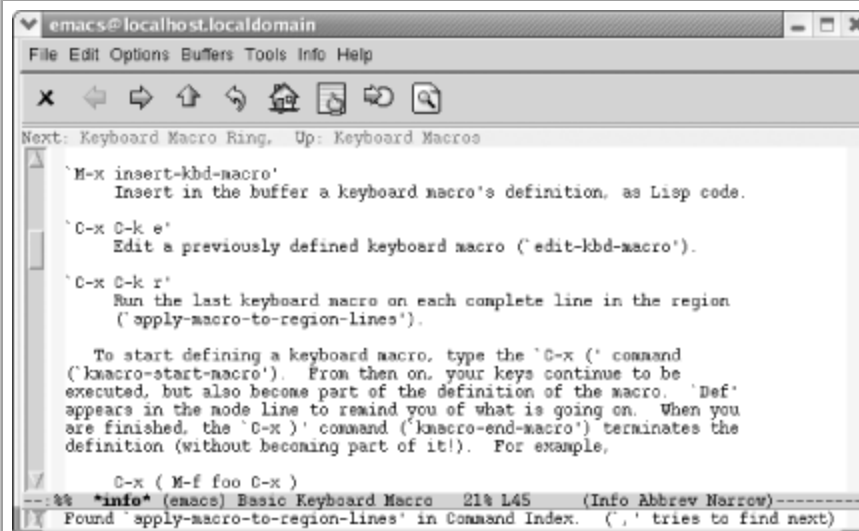 emacs@localhost.localdomain
File Edit Options Buffers Tools Info Help
Next: Keyboard Macro Ring,  Up: Keyboard Macros
`M-x insert-kbd-macro'
Insert in the buffer a keyboard macro's definition, as Lisp code.
`C-x C-k e'
Edit a previously defined keyboard macro (`edit-kbd-macro').
`C-x C-k r'
Run the last keyboard macro on each complete line in the region
(`apply-macro-to-region-lines').
To start defining a keyboard macro, type the `C-x (' command
(`kmacro-start-macro').  From then on, your keys continue to be
executed, but also become part of the definition of the macro.  `Def'
appears in the mode line to remind you of what is going on.  When you
are finished, the `C-x )' command (`kmacro-end-macro') terminates the
definition (without becoming part of it!).  For example,
C-x ( M-f foo C-x )
--:%%  *info* (emacs) Basic Keyboard Macro   21% L45      (Info Abbrev Narrow)---------
Found `apply-macro-to-region-lines' in Command Index.  (`,' tries to find next)